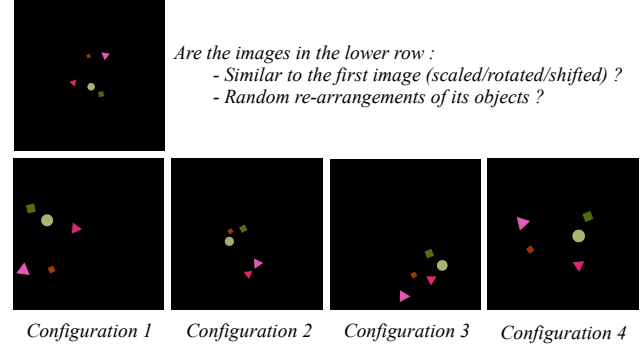 Are the images in the lower row :
- Similar to the first image (scaled/rotated/shifted) ?
- Random re-arrangements of its objects ?
Configuration 1
Configuration 2
Configuration 3
Configuration 4